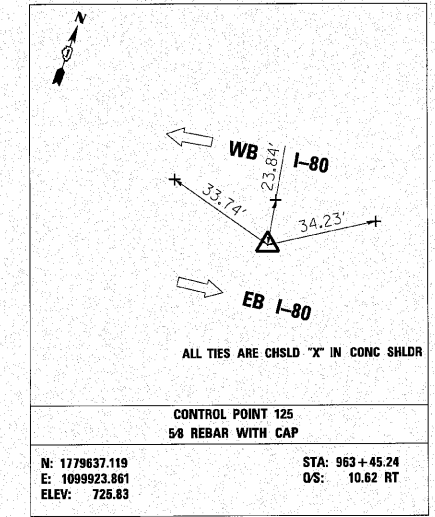 N
WB I-80
23.84'
33.74'
34.23'
EB I-80
ALL TIES ARE CHSLD "X" IN CONC SHLDR
CONTROL POINT 125
5/8 REBAR WITH CAP
N: 1779637.119
E: 1099923.861
ELEV: 725.83
STA: 963+45.24
O/S: 10.62 RT